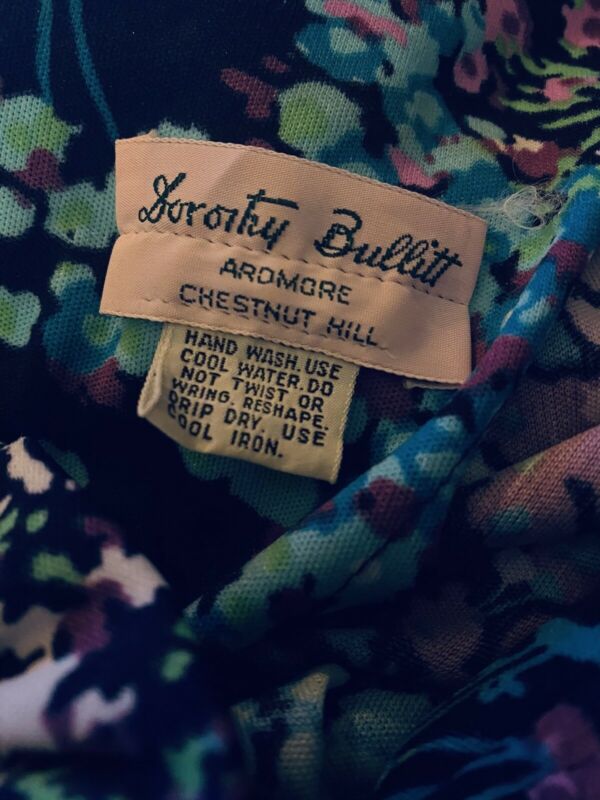 Dorothy Bullitt
ARDMORE
CHESTNUT HILL
HAND WASH. USE
COOL WATER. DO
NOT TWIST OR
WRING. RESHAPE.
DRIP DRY. USE
COOL IRON.